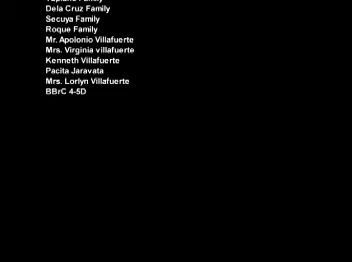 Dela Cruz Family
Secuya Family
Roque Family
Mr. Apolonio Villafuerte
Mrs. Virginia villafuerte
Kenneth Villafuerte
Pacita Jaravata
Mrs. Lorlyn Villafuerte
BBrC 4-5D